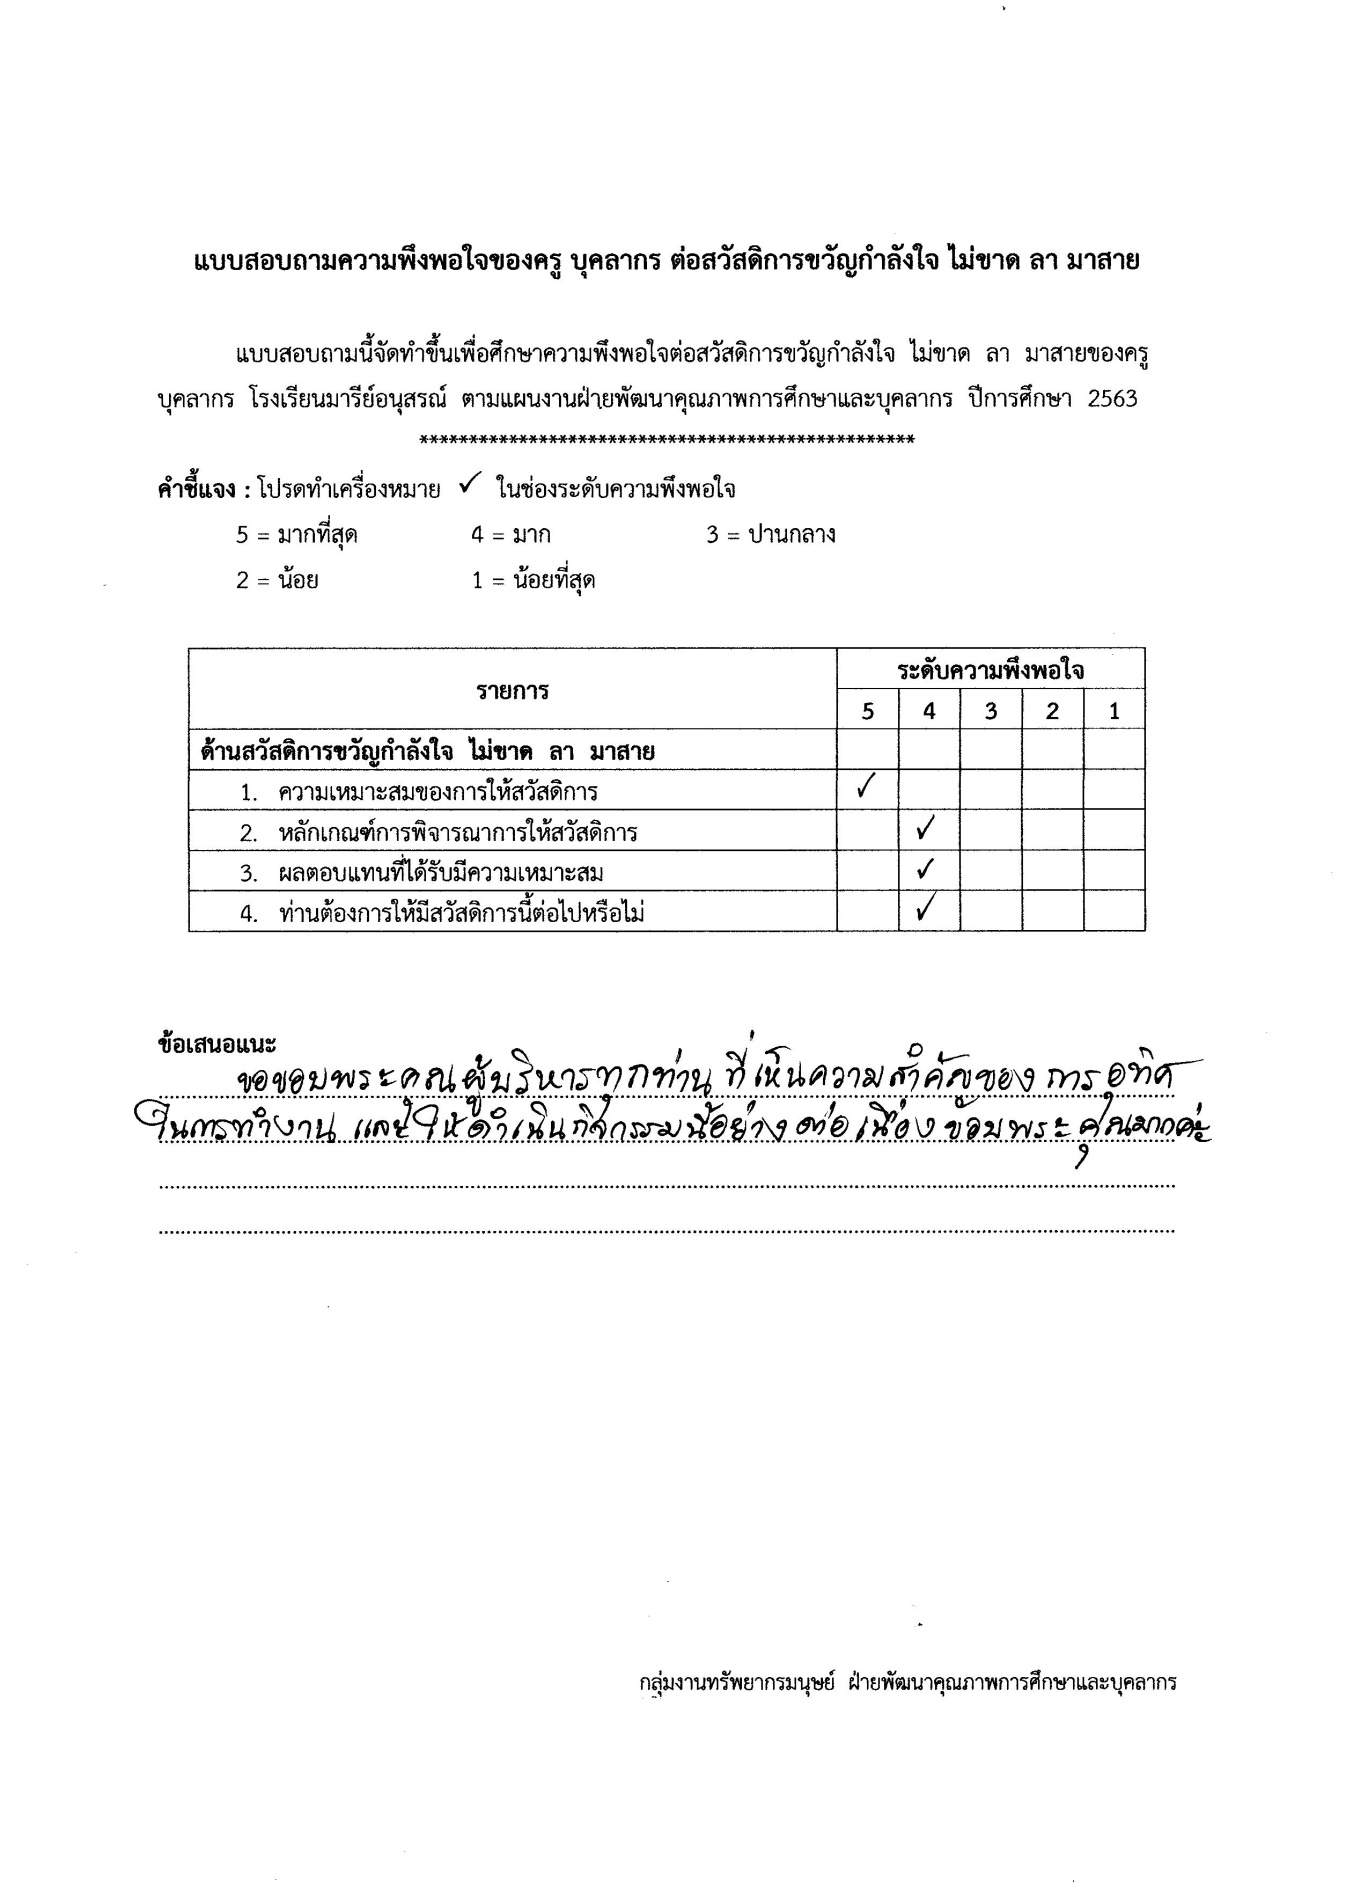 แบบสอบถามความพึงพอใจของครู บุคลากร ต่อสวัสดิการขวัญกำลังใจ ไม่ขาด ลา มาสาย
แบบสอบถามนี้จัดทำขึ้นเพื่อศึกษาความพึงพอใจต่อสวัสดิการขวัญกำลังใจ ไม่ขาด ลา มาสายของครู
บุคลากร โรงเรียนมารีย์อนุสรณ์ ตามแผนงานฝ่ายพัฒนาคุณภาพการศึกษาและบุคลากร ปีการศึกษา 2563
**************************************************
คำชี้แจง : โปรดทำเครื่องหมาย ✓ ในช่องระดับความพึงพอใจ
5 = มากที่สุด 4 = มาก 3 = ปานกลาง
2 = น้อย 1 = น้อยที่สุด
รายการ ระดับความพึงพอใจ
5 4 3 2 1
ด้านสวัสดิการขวัญกำลังใจ ไม่ขาด ลา มาสาย
1. ความเหมาะสมของการให้สวัสดิการ ✓
2. หลักเกณฑ์การพิจารณาการให้สวัสดิการ ✓
3. ผลตอบแทนที่ได้รับมีความเหมาะสม ✓
4. ท่านต้องการให้มีสวัสดิการนี้ต่อไปหรือไม่ ✓
ข้อเสนอแนะ
ขอขอบพระคุณผู้บริหารทุกท่าน ที่เห็นความสำคัญของการอุทิศ
ในการทำงาน และให้ดำเนินกิจกรรมนี้อย่างต่อเนื่อง ขอบพระคุณมากค่ะ
กลุ่มงานทรัพยากรมนุษย์ ฝ่ายพัฒนาคุณภาพการศึกษาและบุคลากร